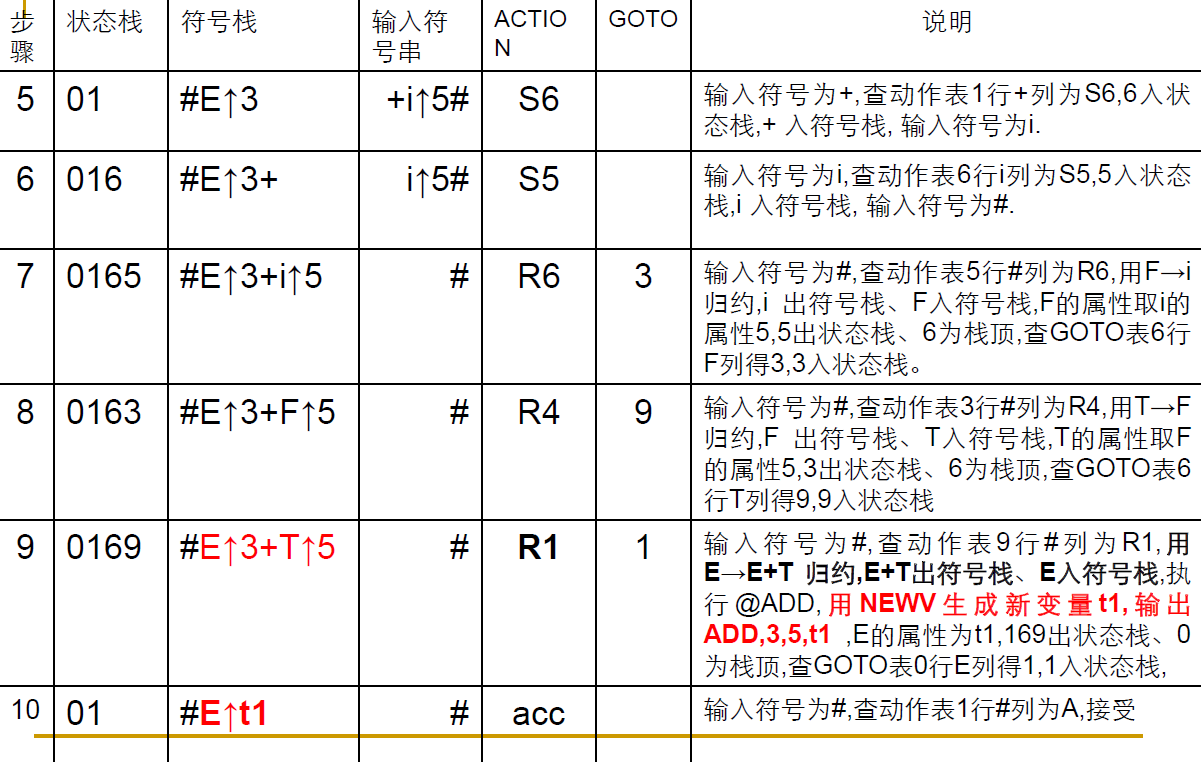 步骤 状态栈 符号栈 输入符号串 ACTION GOTO 说明
5 01 #E↑3 +i↑5# S6 输入符号为+,查动作表1行+列为S6,6入状
态栈,+ 入符号栈, 输入符号为i.
6 016 #E↑3+ i↑5# S5 输入符号为i,查动作表6行i列为S5,5入状态
栈,i 入符号栈, 输入符号为#.
7 0165 #E↑3+i↑5 # R6 3 输入符号为#,查动作表5行#列为R6,用F→i
归约,i 出符号栈、F入符号栈,F的属性取i的
属性5,5出状态栈、6为栈顶,查GOTO表6行
F列得3,3入状态栈。
8 0163 #E↑3+F↑5 # R4 9 输入符号为#,查动作表3行#列为R4,用T→F
归约,F 出符号栈、T入符号栈,T的属性取F
的属性5,3出状态栈、6为栈顶,查GOTO表6
行T列得9,9入状态栈
9 0169 #E↑3+T↑5 # R1 1 输入符号为#,查动作表9行#列为R1,用
E→E+T 归约,E+T出符号栈、E入符号栈,执
行@ADD,用NEWV生成新变量t1,输出
ADD,3,5,t1 ,E的属性为t1,169出状态栈、0
为栈顶,查GOTO表0行E列得1,1入状态栈,
10 01 #E↑t1 # acc 输入符号为#,查动作表1行#列为A,接受